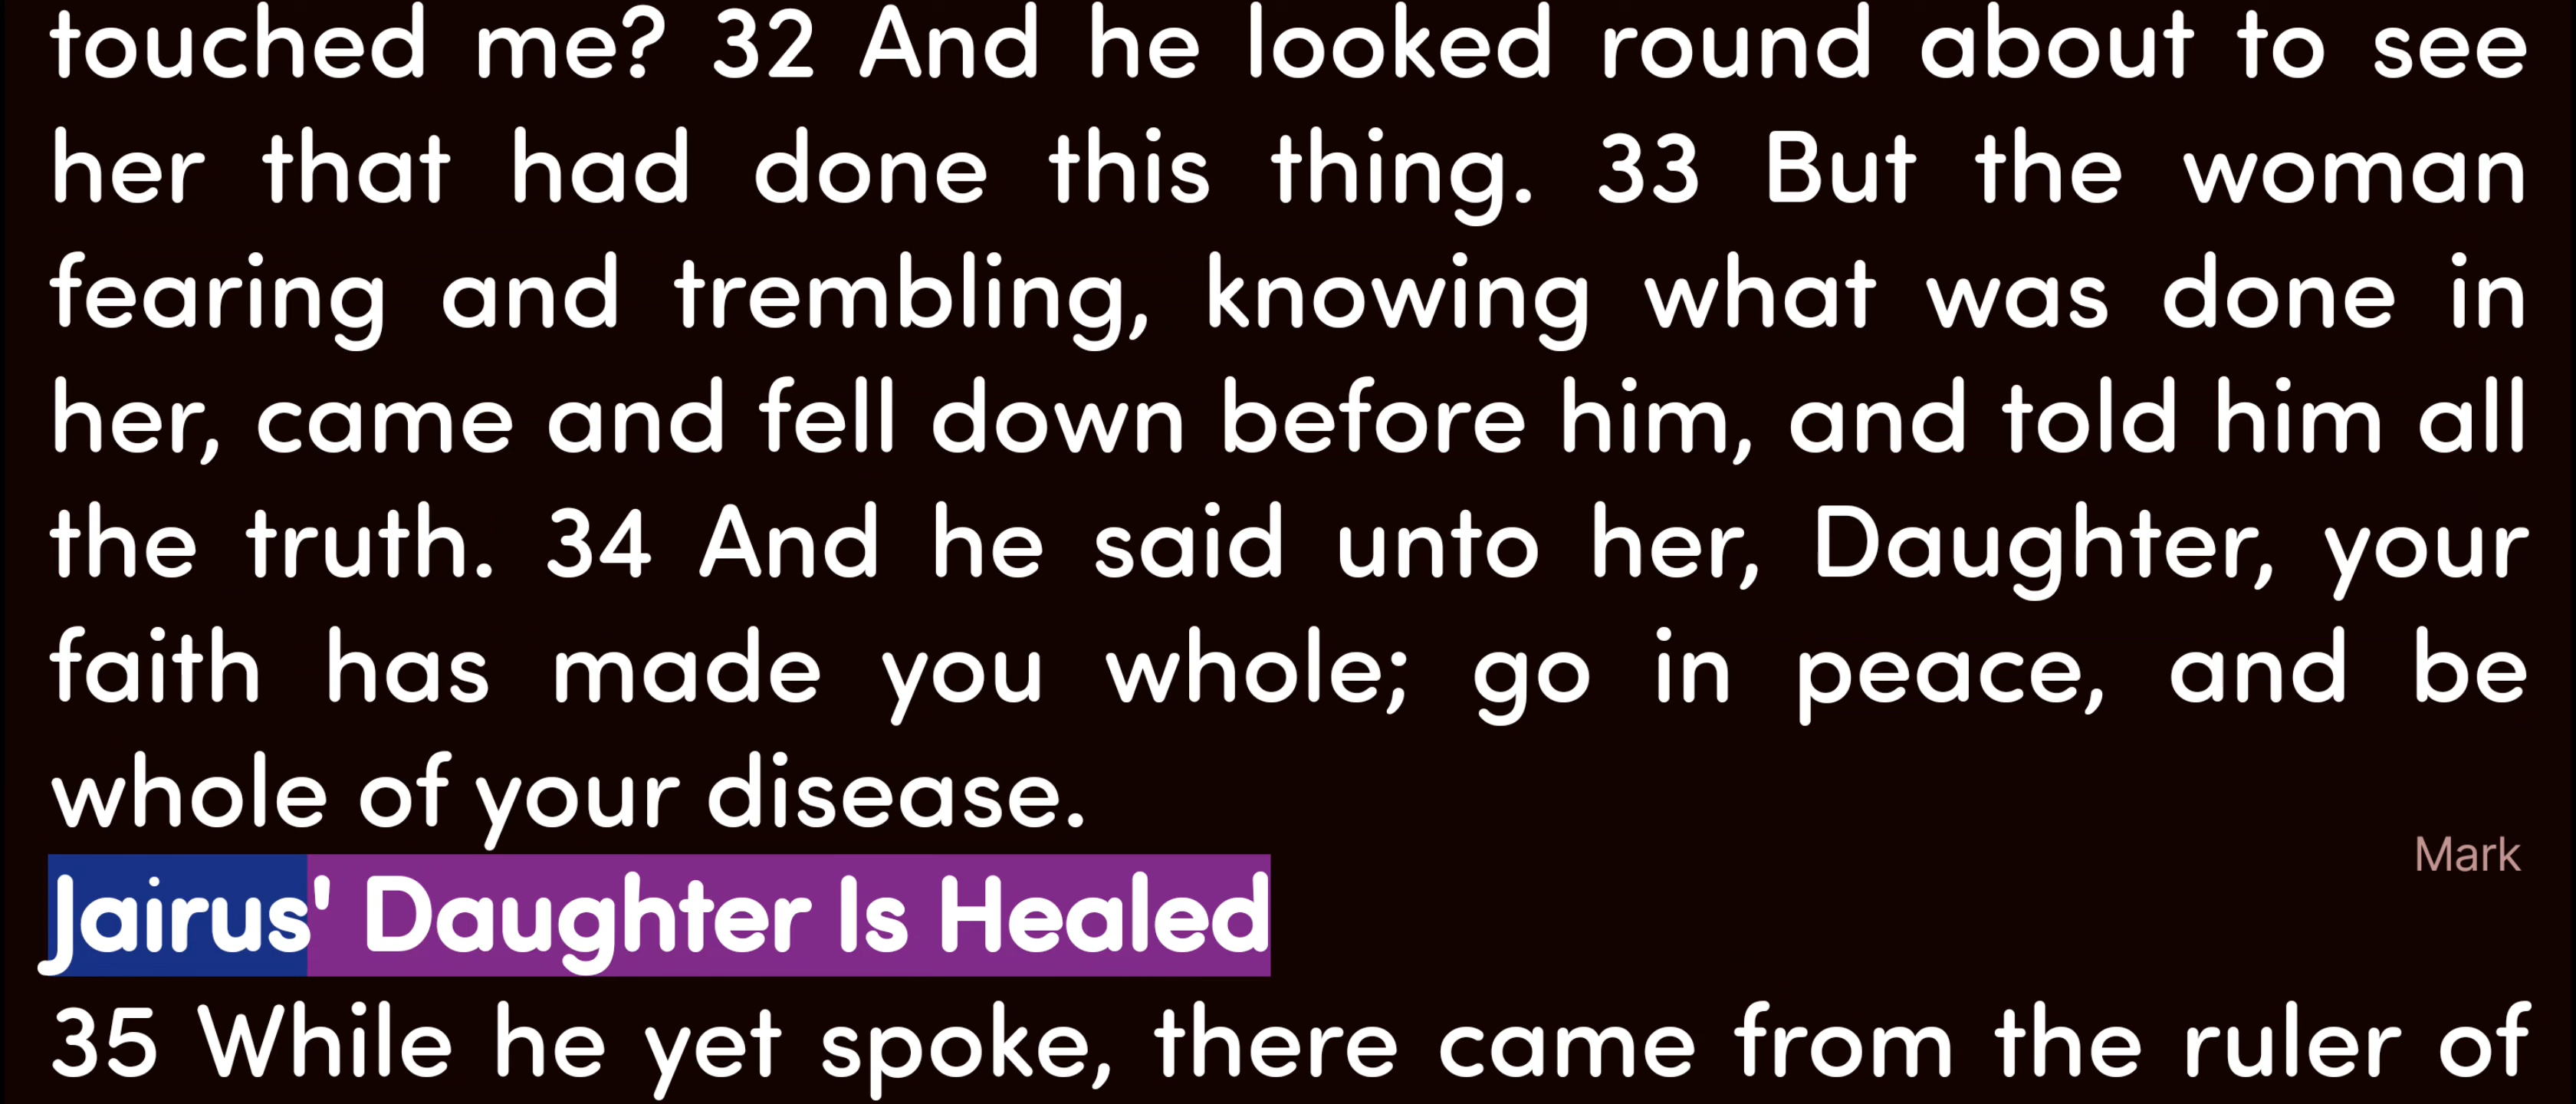 touched me? 32 And he looked round about to see
her that had done this thing. 33 But the woman
fearing and trembling, knowing what was done in
her, came and fell down before him, and told him all
the truth. 34 And he said unto her, Daughter, your
faith has made you whole; go in peace, and be
whole of your disease.
Mark
Jairus' Daughter Is Healed
35 While he yet spoke, there came from the ruler of